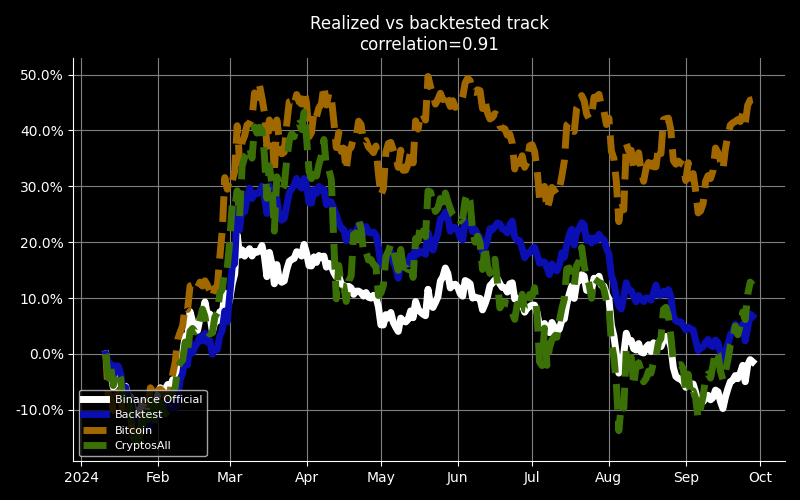 Realized vs backtested track
correlation=0.91
50.0%
40.0%
30.0%
20.0%
10.0%
0.0%
-10.0%
Binance Official
Backtest
Bitcoin
CryptosAll
2024 Feb Mar Apr May Jun Jul Aug Sep Oct